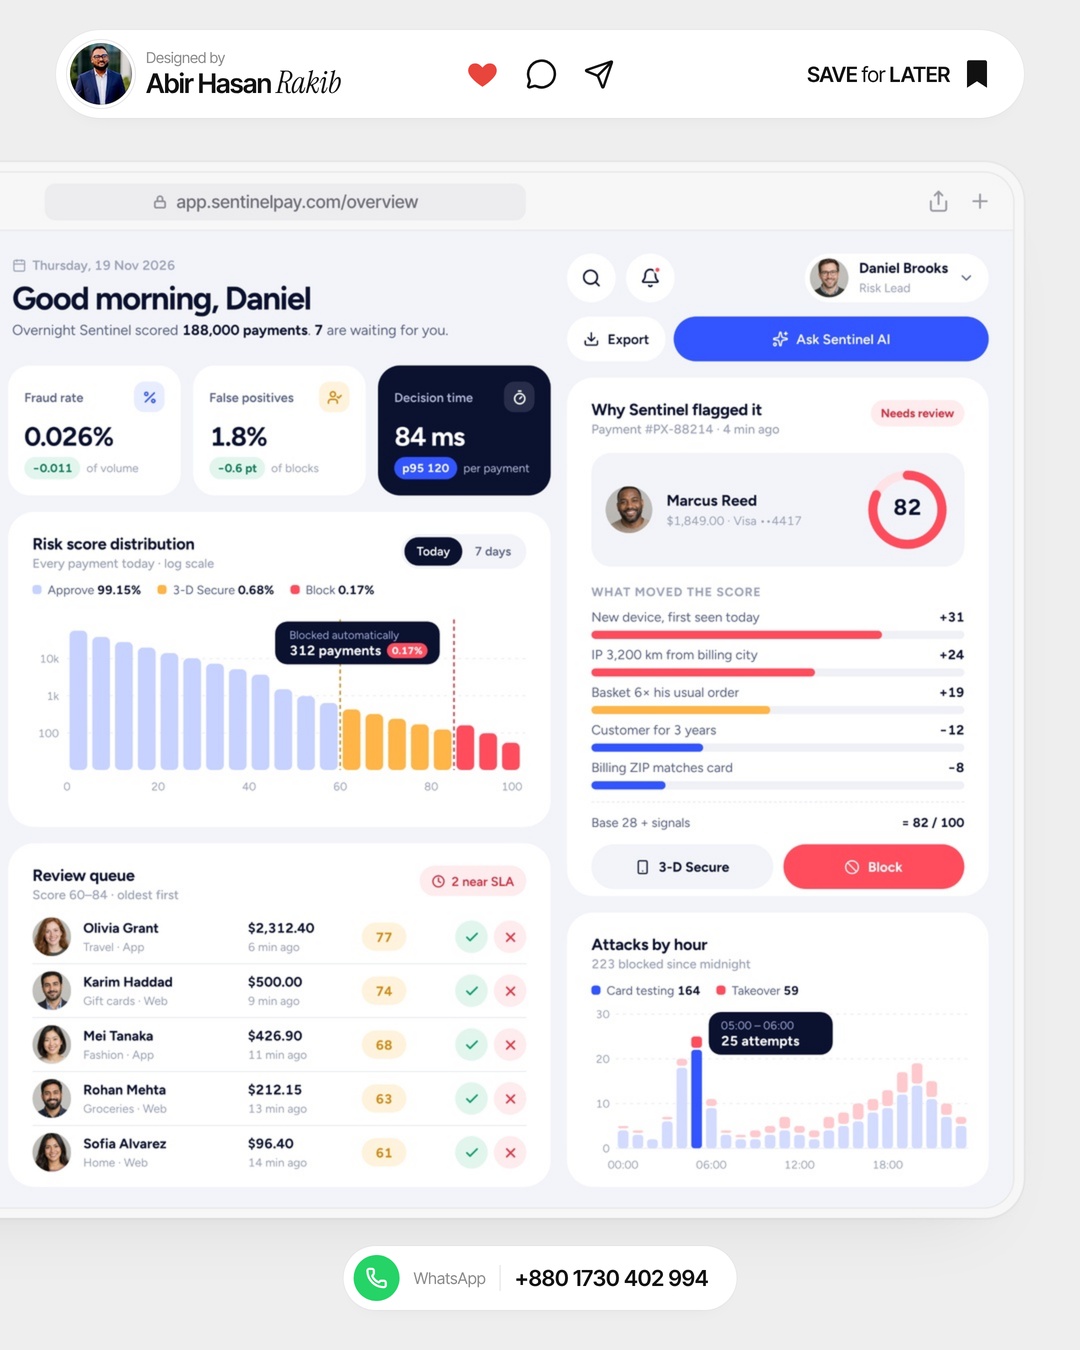 Designed by
Abir Hasan Rakib
SAVE for LATER
app.sentinelpay.com/overview
Thursday, 19 Nov 2026
Good morning, Daniel
Overnight Sentinel scored 188,000 payments. 7 are waiting for you.
Daniel Brooks
Risk Lead
Export
Ask Sentinel AI
Fraud rate
0.026%
-0.011 of volume
False positives
1.8%
-0.6 pt of blocks
Decision time
84 ms
p95 120 per payment
Risk score distribution
Every payment today · log scale
Today
7 days
Approve 99.15%
3-D Secure 0.68%
Block 0.17%
Blocked automatically
312 payments 0.17%
10k
1k
100
0 20 40 60 80 100
Review queue
Score 60–84 · oldest first
2 near SLA
Olivia Grant $2,312.40 77
Travel · App 6 min ago
Karim Haddad $500.00 74
Gift cards · Web 9 min ago
Mei Tanaka $426.90 68
Fashion · App 11 min ago
Rohan Mehta $212.15 63
Groceries · Web 13 min ago
Sofia Alvarez $96.40 61
Home · Web 14 min ago
Why Sentinel flagged it
Payment #PX-88214 · 4 min ago
Needs review
Marcus Reed
$1,849.00 · Visa ••4417
82
WHAT MOVED THE SCORE
New device, first seen today +31
IP 3,200 km from billing city +24
Basket 6× his usual order +19
Customer for 3 years -12
Billing ZIP matches card -8
Base 28 + signals = 82 / 100
3-D Secure
Block
Attacks by hour
223 blocked since midnight
Card testing 164
Takeover 59
05:00 – 06:00
25 attempts
30
20
10
0
00:00 06:00 12:00 18:00
WhatsApp
+880 1730 402 994